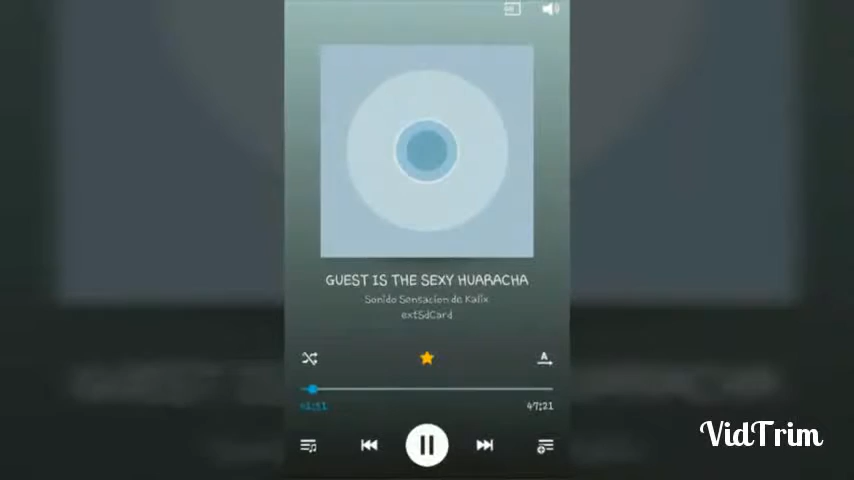 GUEST IS THE SEXY HUARACHA
Sonido Sensacion de Kalix
extSdCard
A
47:21
VidTrim